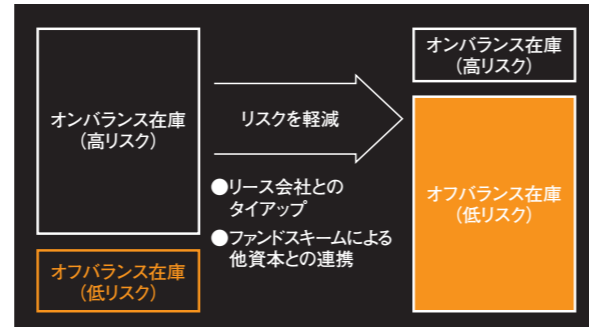 オンバランス在庫
(高リスク)
オフバランス在庫
(低リスク)
リスクを軽減
●リース会社との
タイアップ
●ファンドスキームによる
他資本との連携
オンバランス在庫
(高リスク)
オフバランス在庫
(低リスク)